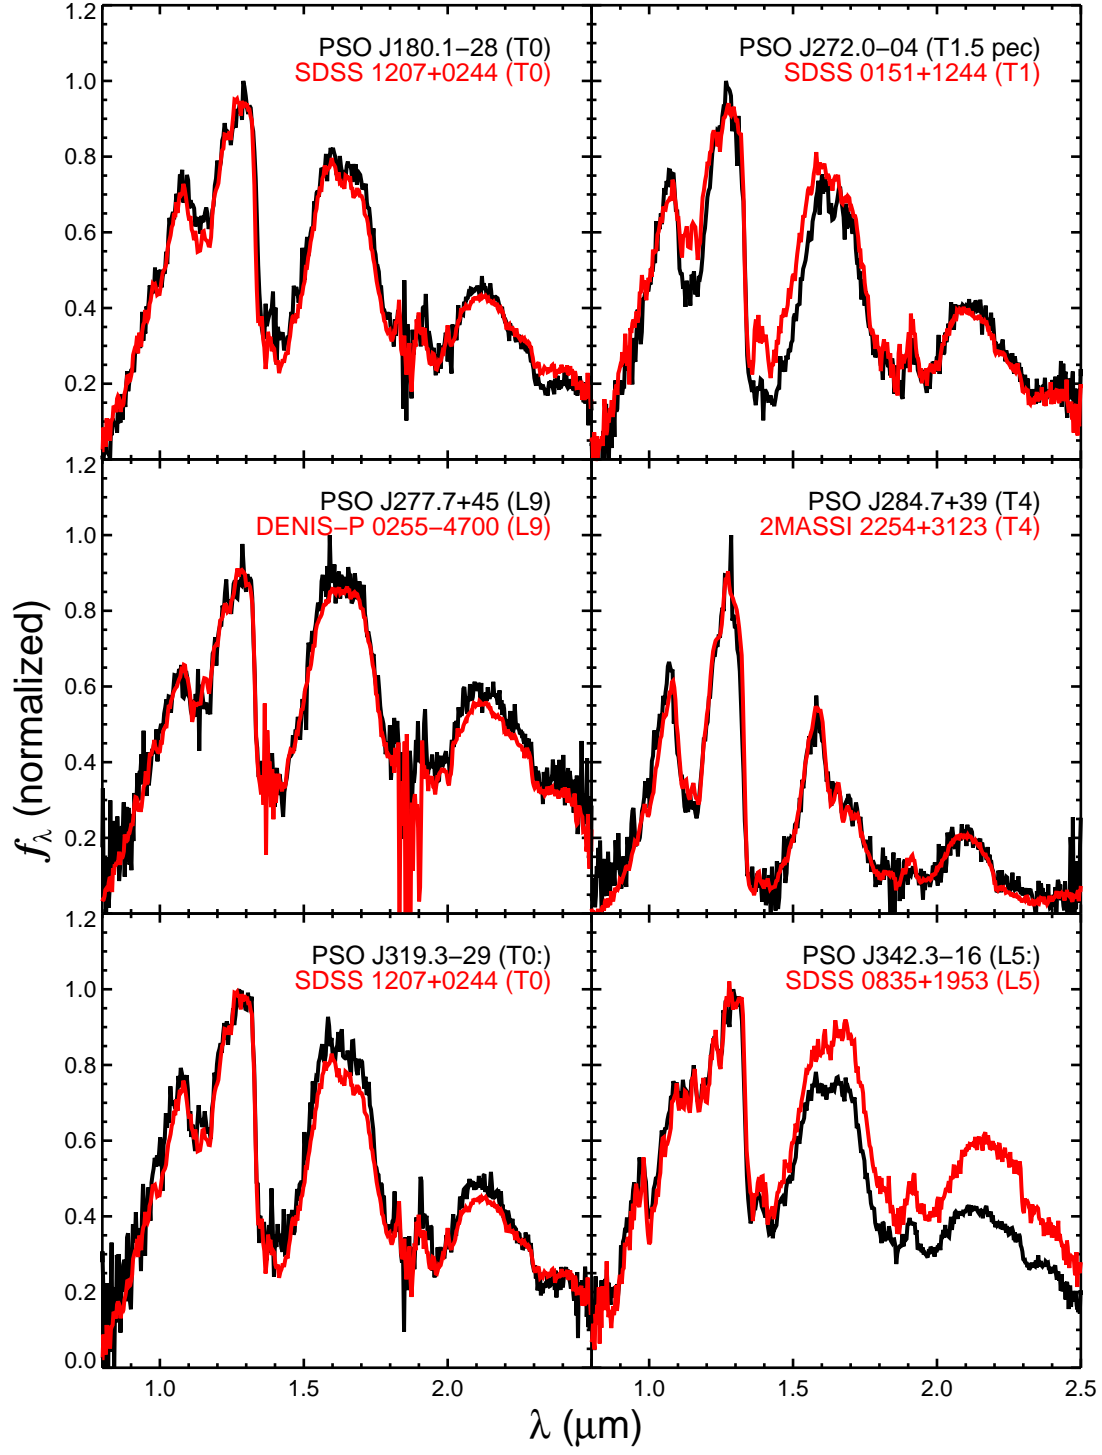 1.2
PSO J180.1−28 (T0)
SDSS 1207+0244 (T0)
1.0
0.8
0.6
0.4
0.2
PSO J272.0−04 (T1.5 pec)
SDSS 0151+1244 (T1)
1.2
PSO J277.7+45 (L9)
DENIS−P 0255−4700 (L9)
1.0
0.8
0.6
0.4
0.2
PSO J284.7+39 (T4)
2MASSI 2254+3123 (T4)
fλ (normalized)
1.2
PSO J319.3−29 (T0:)
SDSS 1207+0244 (T0)
1.0
0.8
0.6
0.4
0.2
0.0
PSO J342.3−16 (L5:)
SDSS 0835+1953 (L5)
1.0 1.5 2.0
1.0 1.5 2.0 2.5
λ (μm)